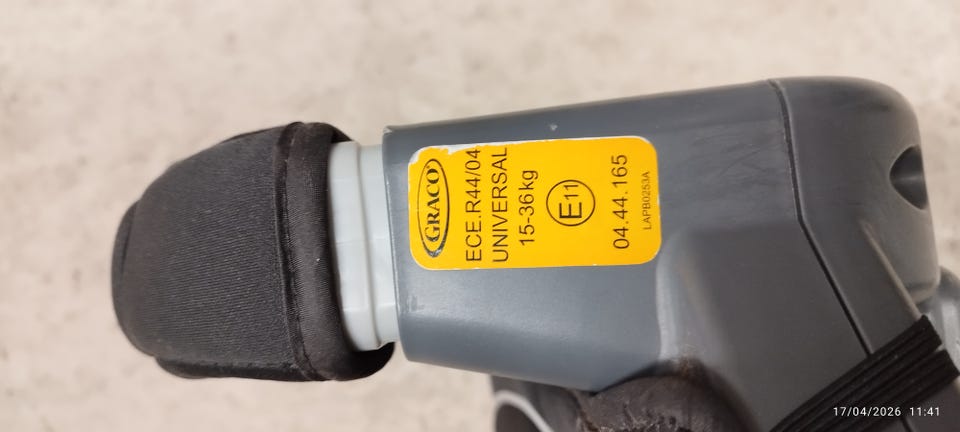 GRACO
ECE.R44/04
UNIVERSAL
15-36kg
E11
04.44.165
LAPB0253A
17/04/2026 11:41